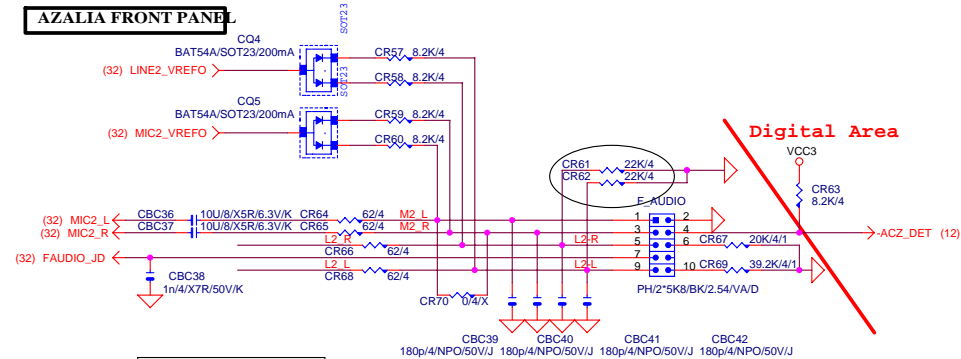 AZALIA FRONT PANEL
SOT23
CQ4
BAT54A/SOT23/200mA
CR57 8.2K/4
(32) LINE2_VREFO
CR58 8.2K/4
SOT23
CQ5
BAT54A/SOT23/200mA
CR59 8.2K/4
(32) MIC2_VREFO
CR60 8.2K/4
Digital Area
VCC3
CR61 22K/4
CR62 22K/4
CR63
8.2K/4
F_AUDIO
(32) MIC2_L CBC36 10U/8/X5R/6.3V/K CR64 62/4 M2_L 1 2
(32) MIC2_R CBC37 10U/8/X5R/6.3V/K CR65 62/4 M2_R 3 4 -ACZ_DET (12)
L2_R L2-R 5 6 CR67 20K/4/1
CR66 62/4
(32) FAUDIO_JD 7 8
L2_L L2-L 9 10 CR69 39.2K/4/1
CR68 62/4
CBC38
1n/4/X7R/50V/K
CR70 0/4/X
PH/2*5K8/BK/2.54/VA/D
CBC39 CBC40 CBC41 CBC42
180p/4/NPO/50V/J 180p/4/NPO/50V/J 180p/4/NPO/50V/J 180p/4/NPO/50V/J